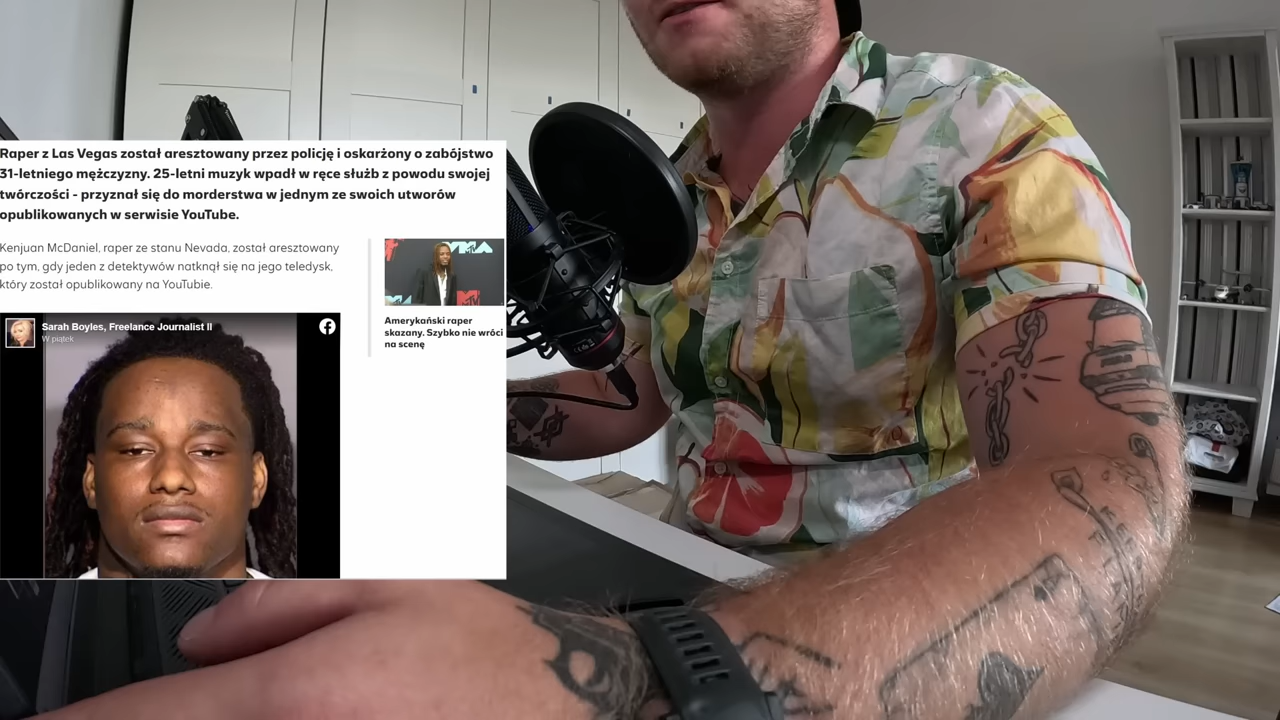 Raper z Las Vegas został aresztowany przez policję i oskarżony o zabójstwo
31-letniego mężczyzny. 25-letni muzyk wpadł w ręce służb z powodu swojej
twórczości - przyznał się do morderstwa w jednym ze swoich utworów
opublikowanych w serwisie YouTube.
Kenjuan McDaniel, raper ze stanu Nevada, został aresztowany
po tym, gdy jeden z detektywów natknął się na jego teledysk,
który został opublikowany na YouTubie.
Sarah Boyles, Freelance Journalist II
W piątek
Amerykański raper
skazany. Szybko nie wróci
na scenę